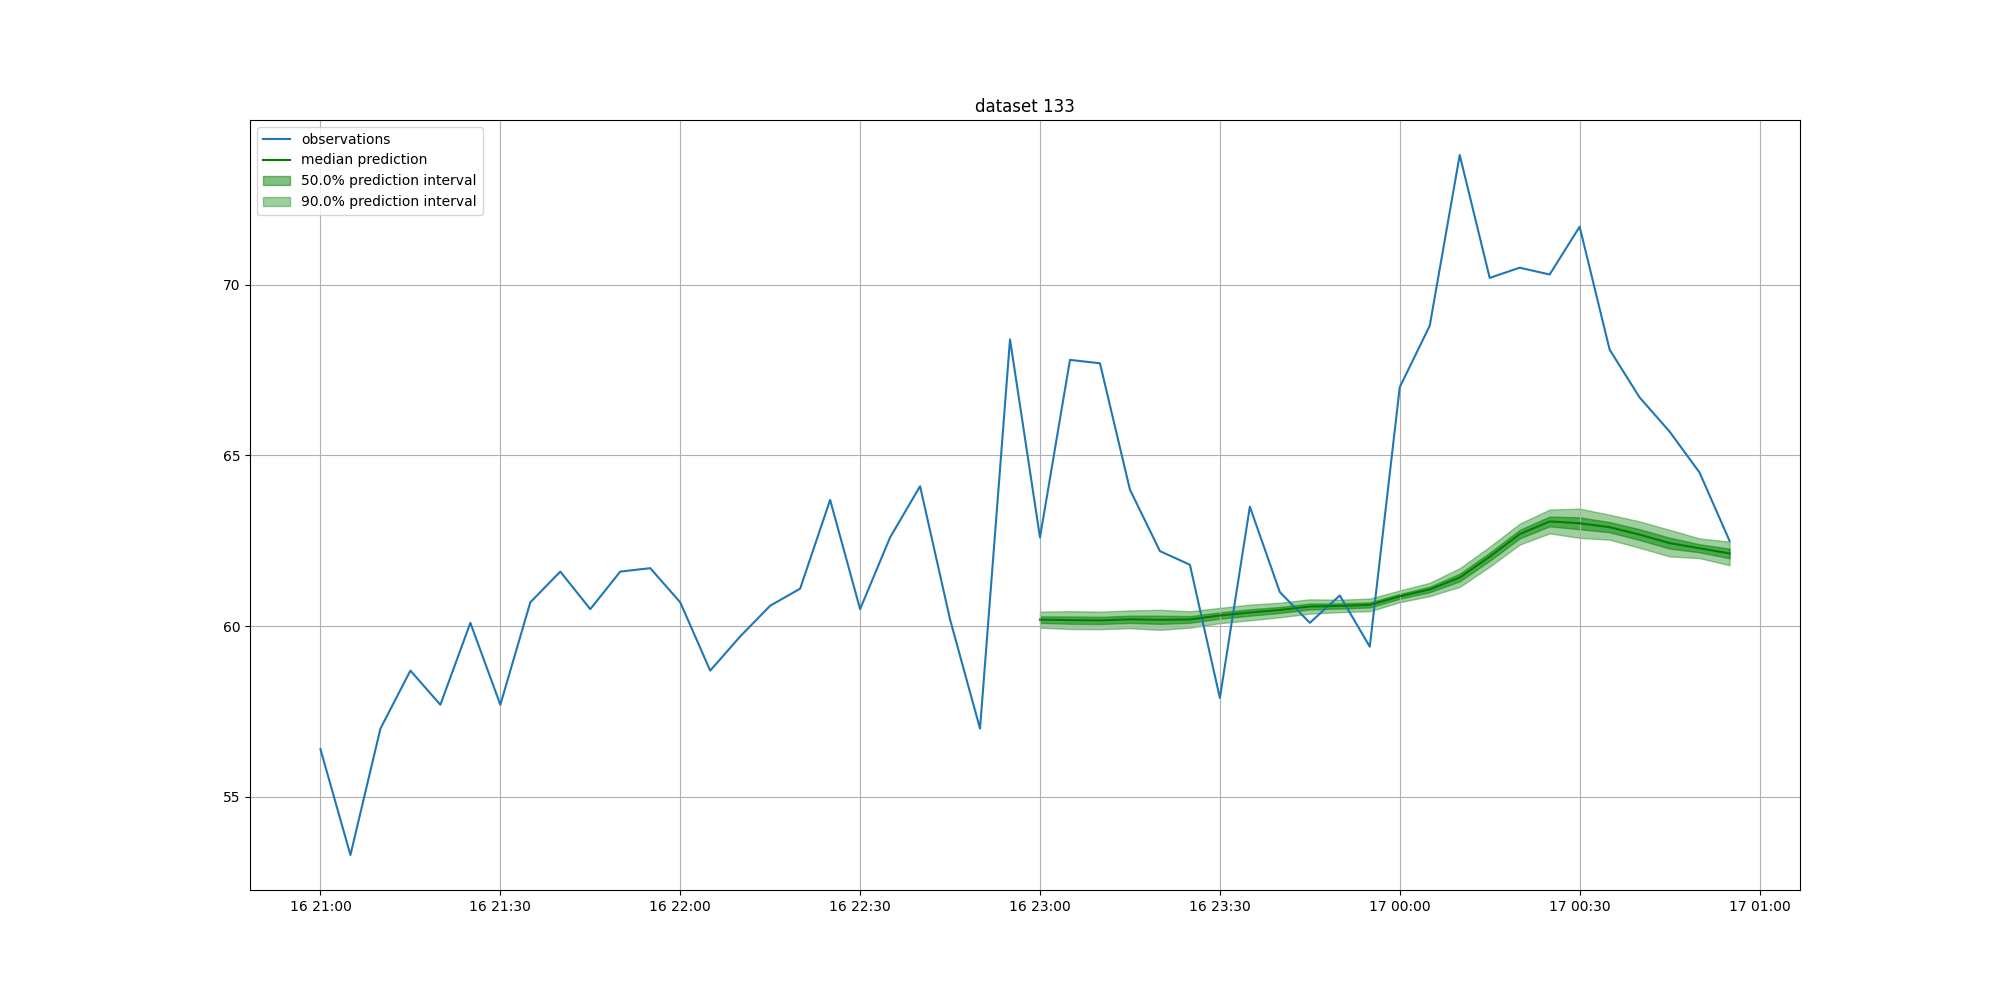 dataset 133
observations
median prediction
50.0% prediction interval
90.0% prediction interval
70
65
60
55
16 21:00
16 21:30
16 22:00
16 22:30
16 23:00
16 23:30
17 00:00
17 00:30
17 01:00